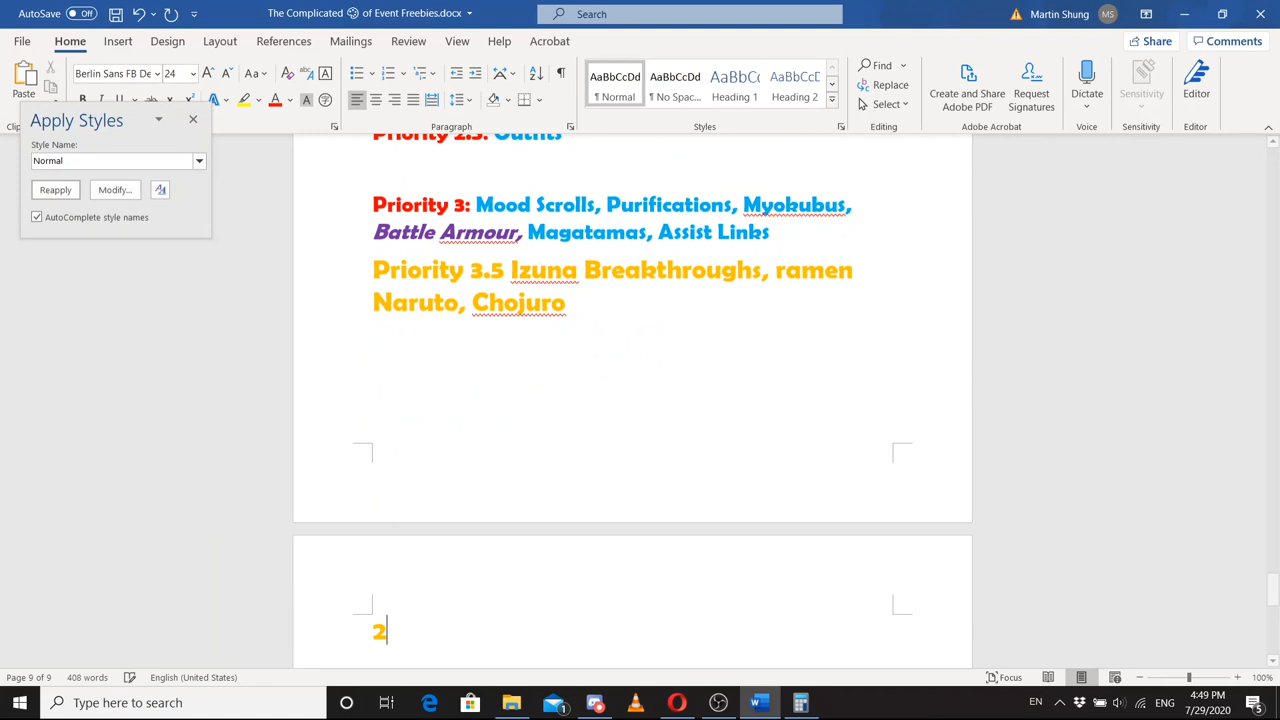 AutoSave Off
The Complicated of Event Freebies.docx
Search
Martin Shung MS
File Home Insert Design Layout References Mailings Review View Help Acrobat
Share Comments
Paste
Berlin Sans FB De 24
AaBbCcDd AaBbCcDd AaBbCc AaBbCcD
¶ Normal ¶ No Spac... Heading 1 Heading 2
Find
Replace
Select
Create and Share Adobe PDF
Request Signatures
Dictate
Sensitivity
Editor
Paragraph Styles Editing Adobe Acrobat Voice Sensitivity Editor
Apply Styles
Style Name:
Normal
Reapply Modify...
AutoComplete style names
Priority 2.5: Outfits
Priority 3: Mood Scrolls, Purifications, Myokubus,
Battle Armour, Magatamas, Assist Links
Priority 3.5 Izuna Breakthroughs, ramen
Naruto, Chojuro
2
Page 9 of 9 408 words English (United States) Focus 100%
Type here to search
EN
ENG
4:49 PM
7/29/2020